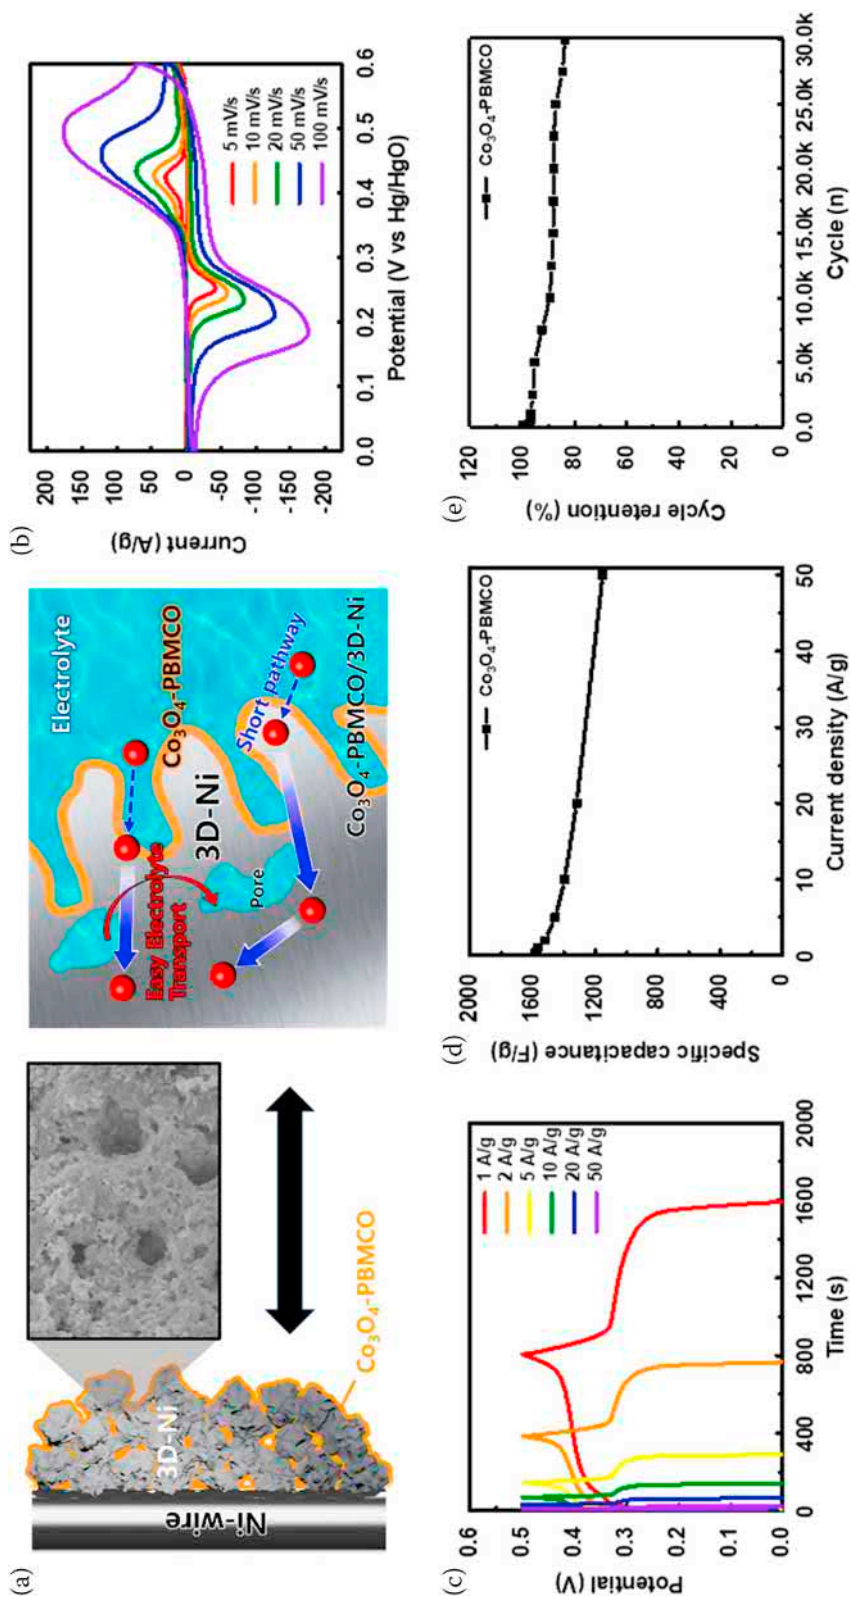 (a)
Ni-wire
3D-Ni
Co₃O₄-PBMCO
Electrolyte
Co₃O₄-PBMCO
3D-Ni
Easy Electrolyte
Transport
Pore
Short pathway
Co₃O₄-PBMCO/3D-Ni
(b)
Current (A/g)
200
150
100
50
0
-50
-100
-150
-200
0.0 0.1 0.2 0.3 0.4 0.5 0.6
Potential (V vs Hg/HgO)
5 mV/s
10 mV/s
20 mV/s
50 mV/s
100 mV/s
(c)
Potential (V)
0.6
0.5
0.4
0.3
0.2
0.1
0.0
0 400 800 1200 1600 2000
Time (s)
1 A/g
2 A/g
5 A/g
10 A/g
20 A/g
50 A/g
(d)
Specific capacitance (F/g)
2000
1600
1200
800
400
0
0 10 20 30 40 50
Current density (A/g)
Co₃O₄-PBMCO
(e)
Cycle retention (%)
120
100
80
60
40
20
0
0.0 5.0k 10.0k 15.0k 20.0k 25.0k 30.0k
Cycle (n)
Co₃O₄-PBMCO